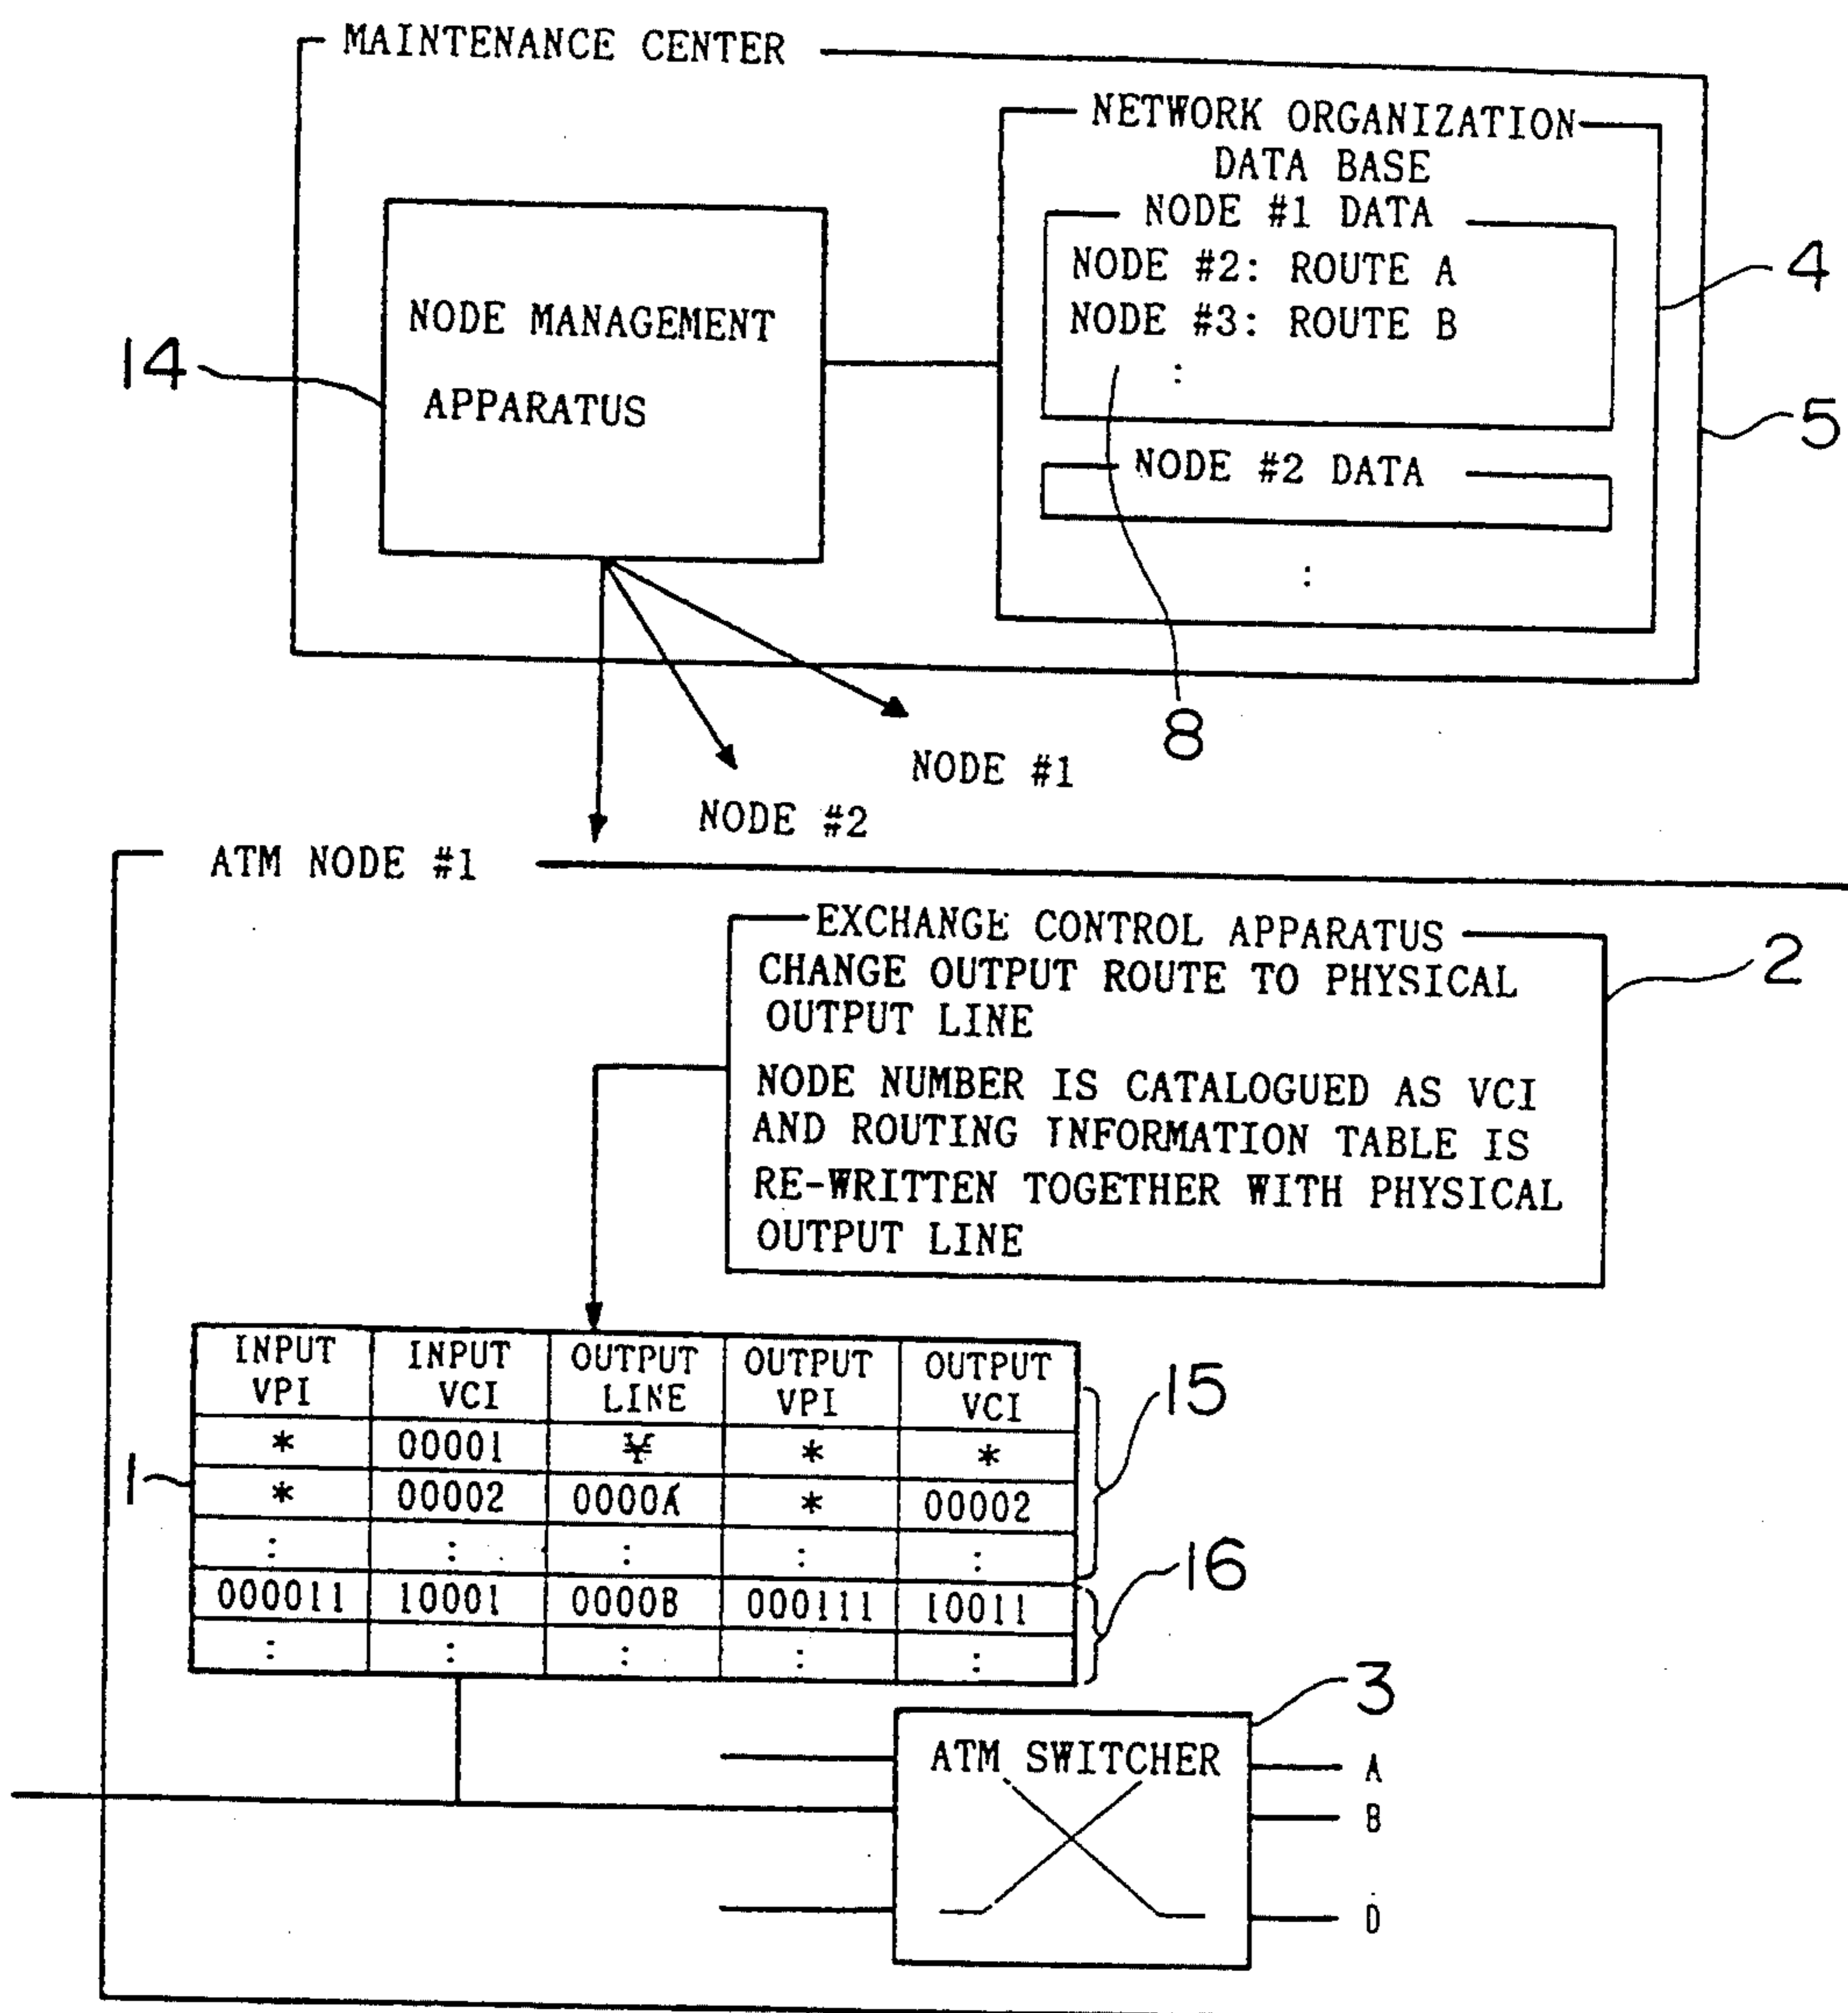 MAINTENANCE CENTER
NETWORK ORGANIZATION
DATA BASE
NODE #1 DATA
NODE #2: ROUTE A
NODE #3: ROUTE B
:
NODE #2 DATA
:
NODE MANAGEMENT
APPARATUS
14
4
5
8
NODE #1
NODE #2
ATM NODE #1
EXCHANGE CONTROL APPARATUS
CHANGE OUTPUT ROUTE TO PHYSICAL
OUTPUT LINE
NODE NUMBER IS CATALOGUED AS VCI
AND ROUTING INFORMATION TABLE IS
RE-WRITTEN TOGETHER WITH PHYSICAL
OUTPUT LINE
2
INPUT VPI INPUT VCI OUTPUT LINE OUTPUT VPI OUTPUT VCI
* 00001 ¥ * *
* 00002 0000A * 00002
: : : : :
000011 10001 0000B 000111 10011
: : : : :
1
15
16
3
ATM SWITCHER
A
B
D